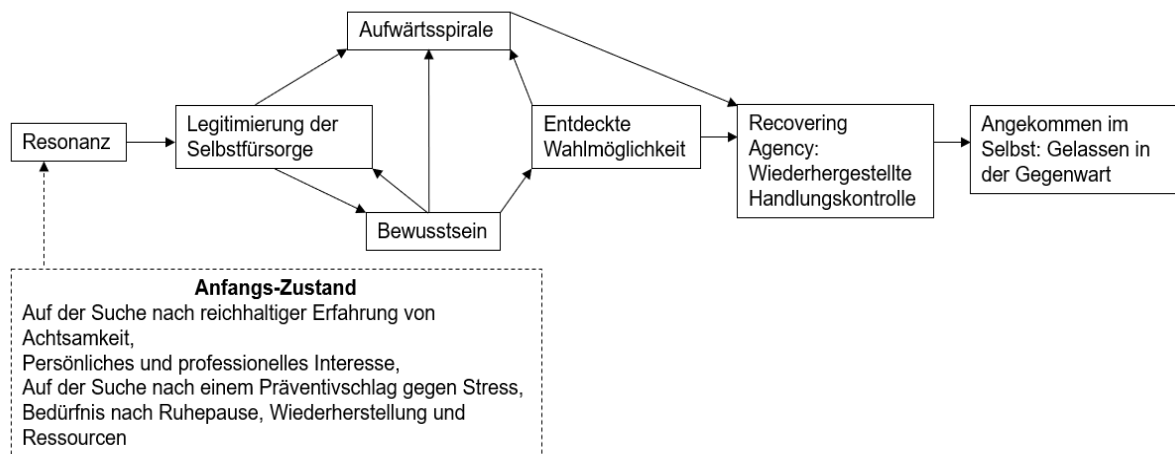 Aufwärtsspirale
Resonanz
Legitimierung der
Selbstfürsorge
Entdeckte
Wahlmöglichkeit
Recovering
Agency:
Wiederhergestellte
Handlungskontrolle
Angekommen im
Selbst: Gelassen in
der Gegenwart
Bewusstsein
Anfangs-Zustand
Auf der Suche nach reichhaltiger Erfahrung von
Achtsamkeit,
Persönliches und professionelles Interesse,
Auf der Suche nach einem Präventivschlag gegen Stress,
Bedürfnis nach Ruhepause, Wiederherstellung und
Ressourcen